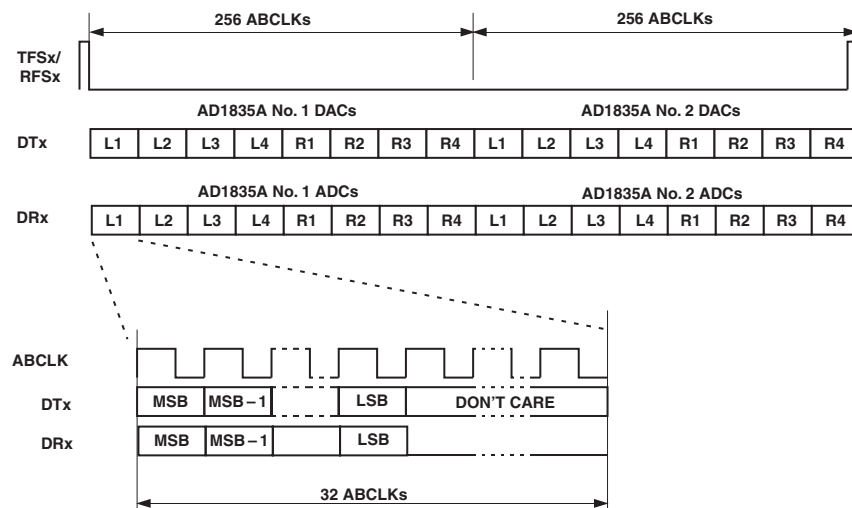 256 ABCLKs 256 ABCLKs
TFSx/
RFSx
AD1835A No. 1 DACs AD1835A No. 2 DACs
DTx L1 L2 L3 L4 R1 R2 R3 R4 L1 L2 L3 L4 R1 R2 R3 R4
AD1835A No. 1 ADCs AD1835A No. 2 ADCs
DRx L1 L2 L3 L4 R1 R2 R3 R4 L1 L2 L3 L4 R1 R2 R3 R4
ABCLK
DTx MSB MSB–1 LSB DON'T CARE
DRx MSB MSB–1 LSB
32 ABCLKs